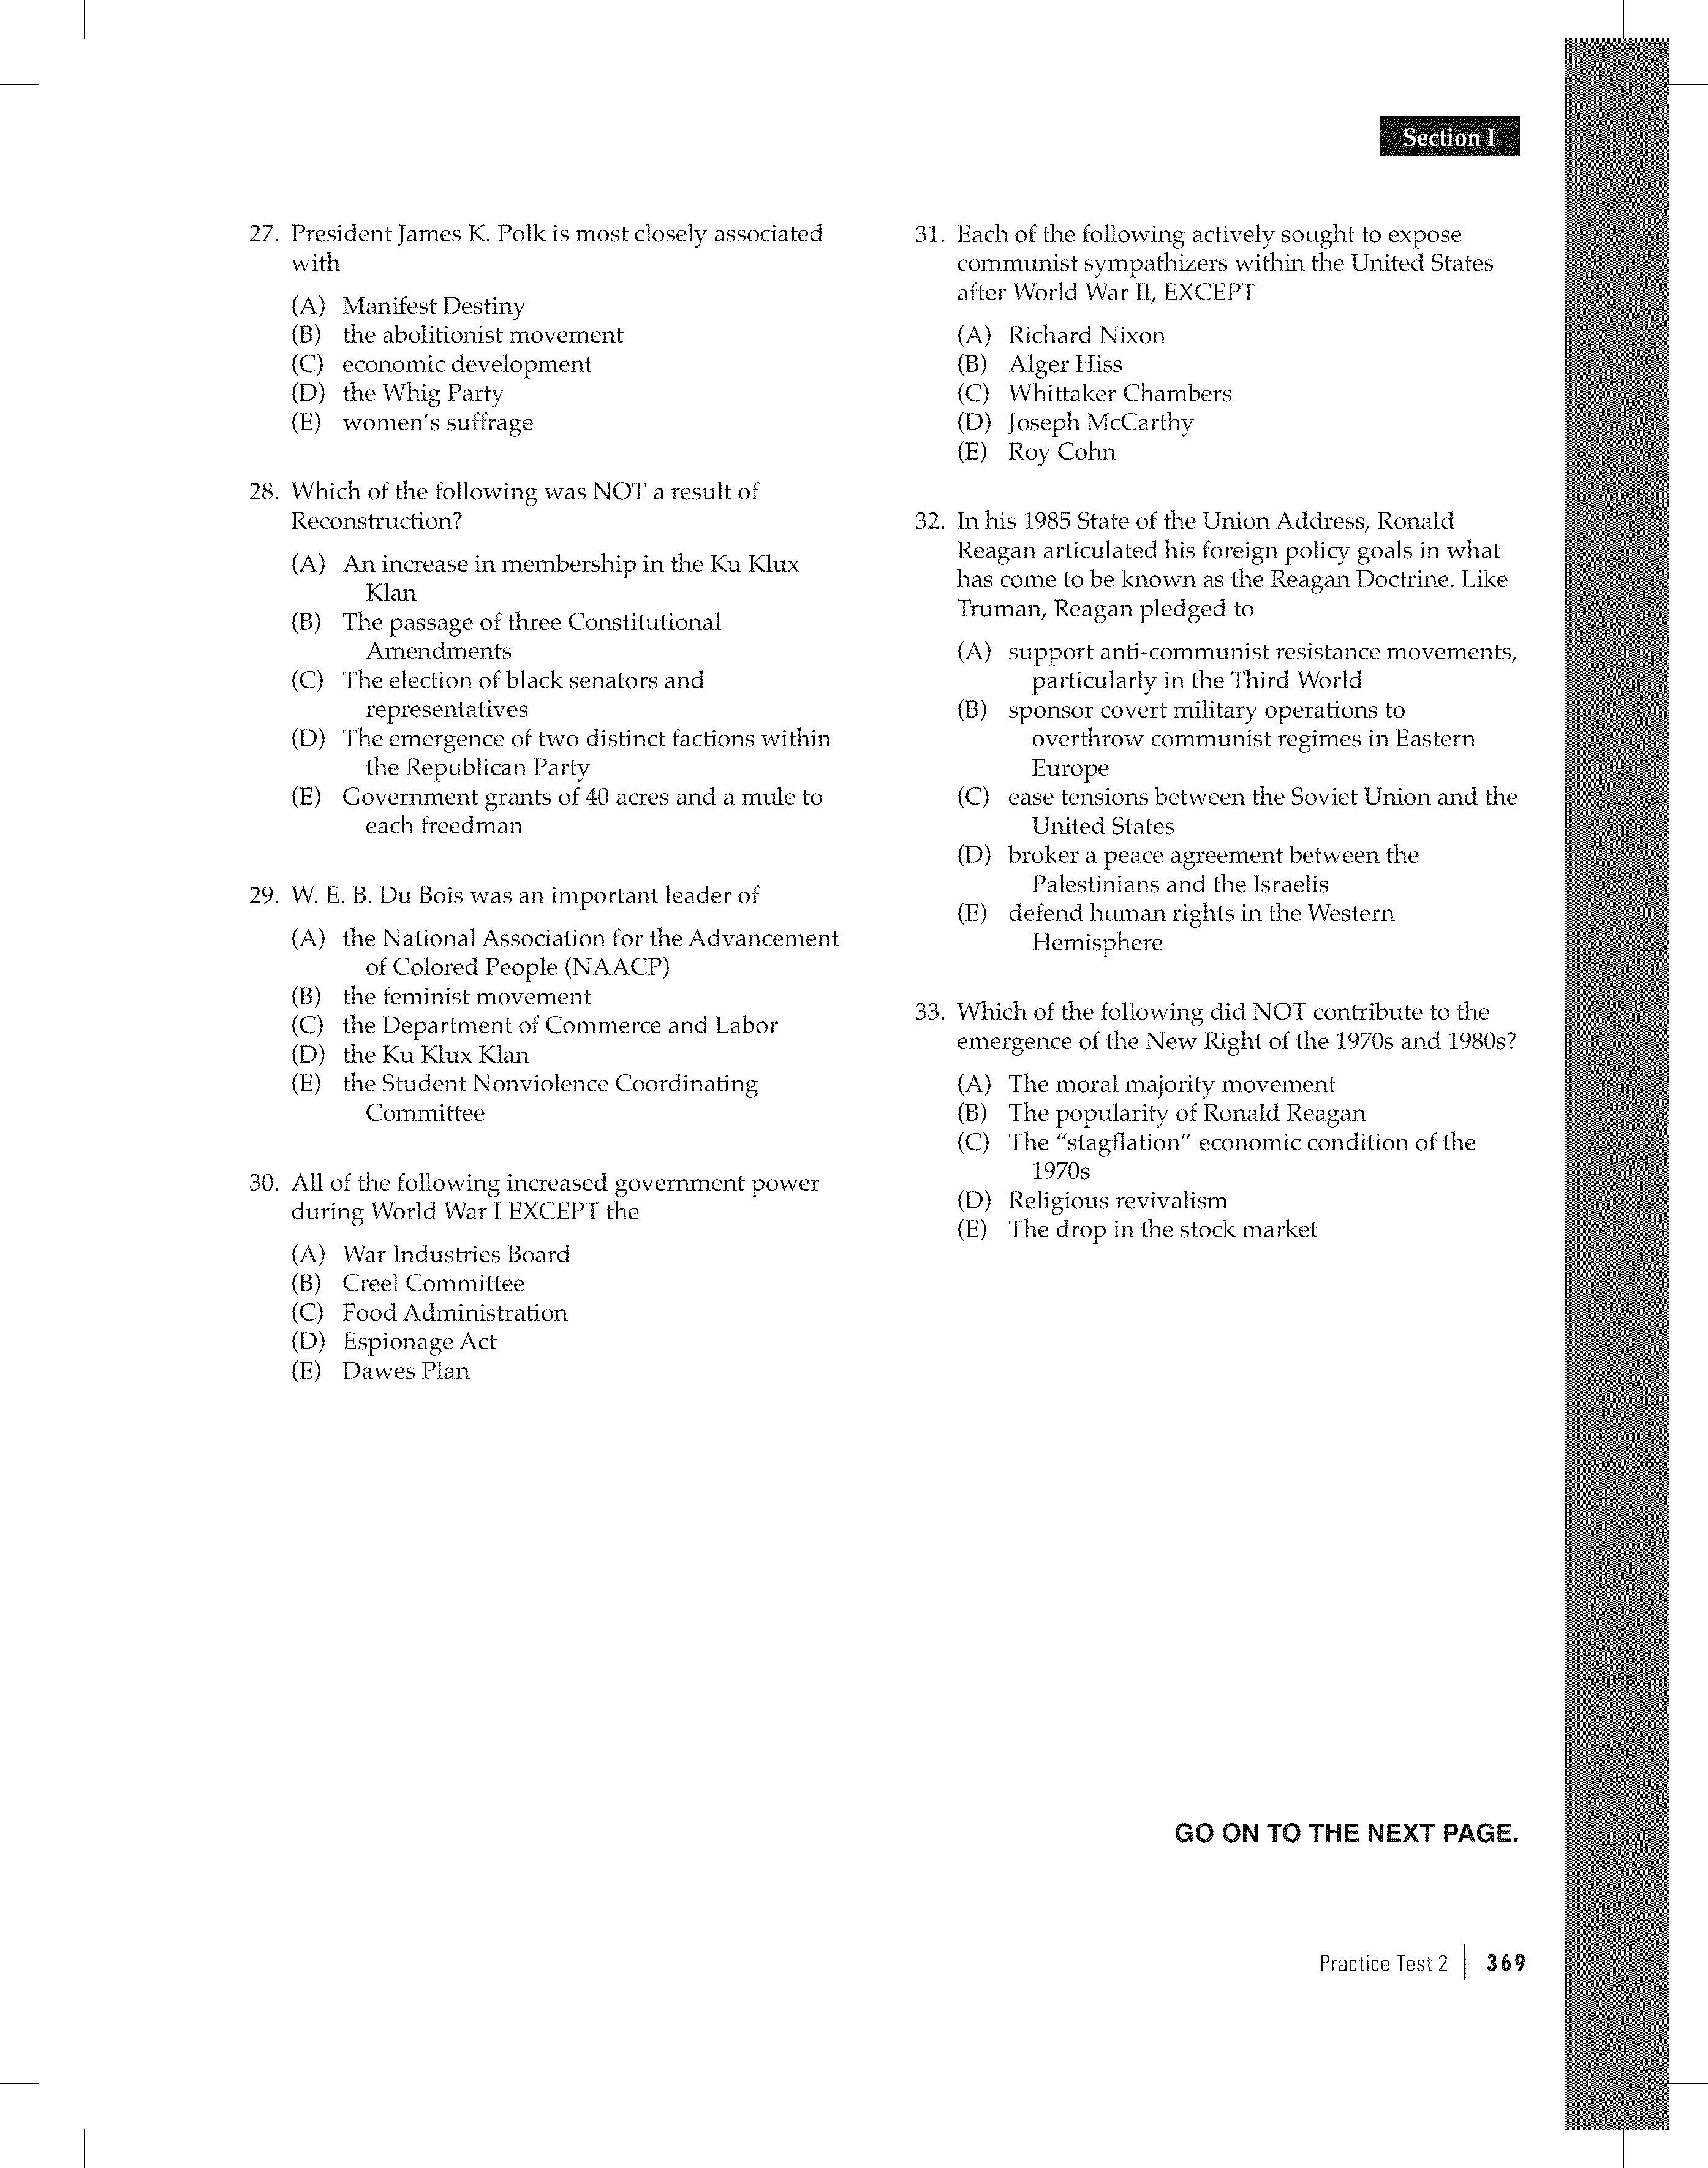 Section I
27. President James K. Polk is most closely associated
with
(A) Manifest Destiny
(B) the abolitionist movement
(C) economic development
(D) the Whig Party
(E) women's suffrage
28. Which of the following was NOT a result of
Reconstruction?
(A) An increase in membership in the Ku Klux
Klan
(B) The passage of three Constitutional
Amendments
(C) The election of black senators and
representatives
(D) The emergence of two distinct factions within
the Republican Party
(E) Government grants of 40 acres and a mule to
each freedman
29. W. E. B. Du Bois was an important leader of
(A) the National Association for the Advancement
of Colored People (NAACP)
(B) the feminist movement
(C) the Department of Commerce and Labor
(D) the Ku Klux Klan
(E) the Student Nonviolence Coordinating
Committee
30. All of the following increased government power
during World War I EXCEPT the
(A) War Industries Board
(B) Creel Committee
(C) Food Administration
(D) Espionage Act
(E) Dawes Plan
31. Each of the following actively sought to expose
communist sympathizers within the United States
after World War II, EXCEPT
(A) Richard Nixon
(B) Alger Hiss
(C) Whittaker Chambers
(D) Joseph McCarthy
(E) Roy Cohn
32. In his 1985 State of the Union Address, Ronald
Reagan articulated his foreign policy goals in what
has come to be known as the Reagan Doctrine. Like
Truman, Reagan pledged to
(A) support anti-communist resistance movements,
particularly in the Third World
(B) sponsor covert military operations to
overthrow communist regimes in Eastern
Europe
(C) ease tensions between the Soviet Union and the
United States
(D) broker a peace agreement between the
Palestinians and the Israelis
(E) defend human rights in the Western
Hemisphere
33. Which of the following did NOT contribute to the
emergence of the New Right of the 1970s and 1980s?
(A) The moral majority movement
(B) The popularity of Ronald Reagan
(C) The "stagflation" economic condition of the
1970s
(D) Religious revivalism
(E) The drop in the stock market
GO ON TO THE NEXT PAGE.
Practice Test 2 | 369